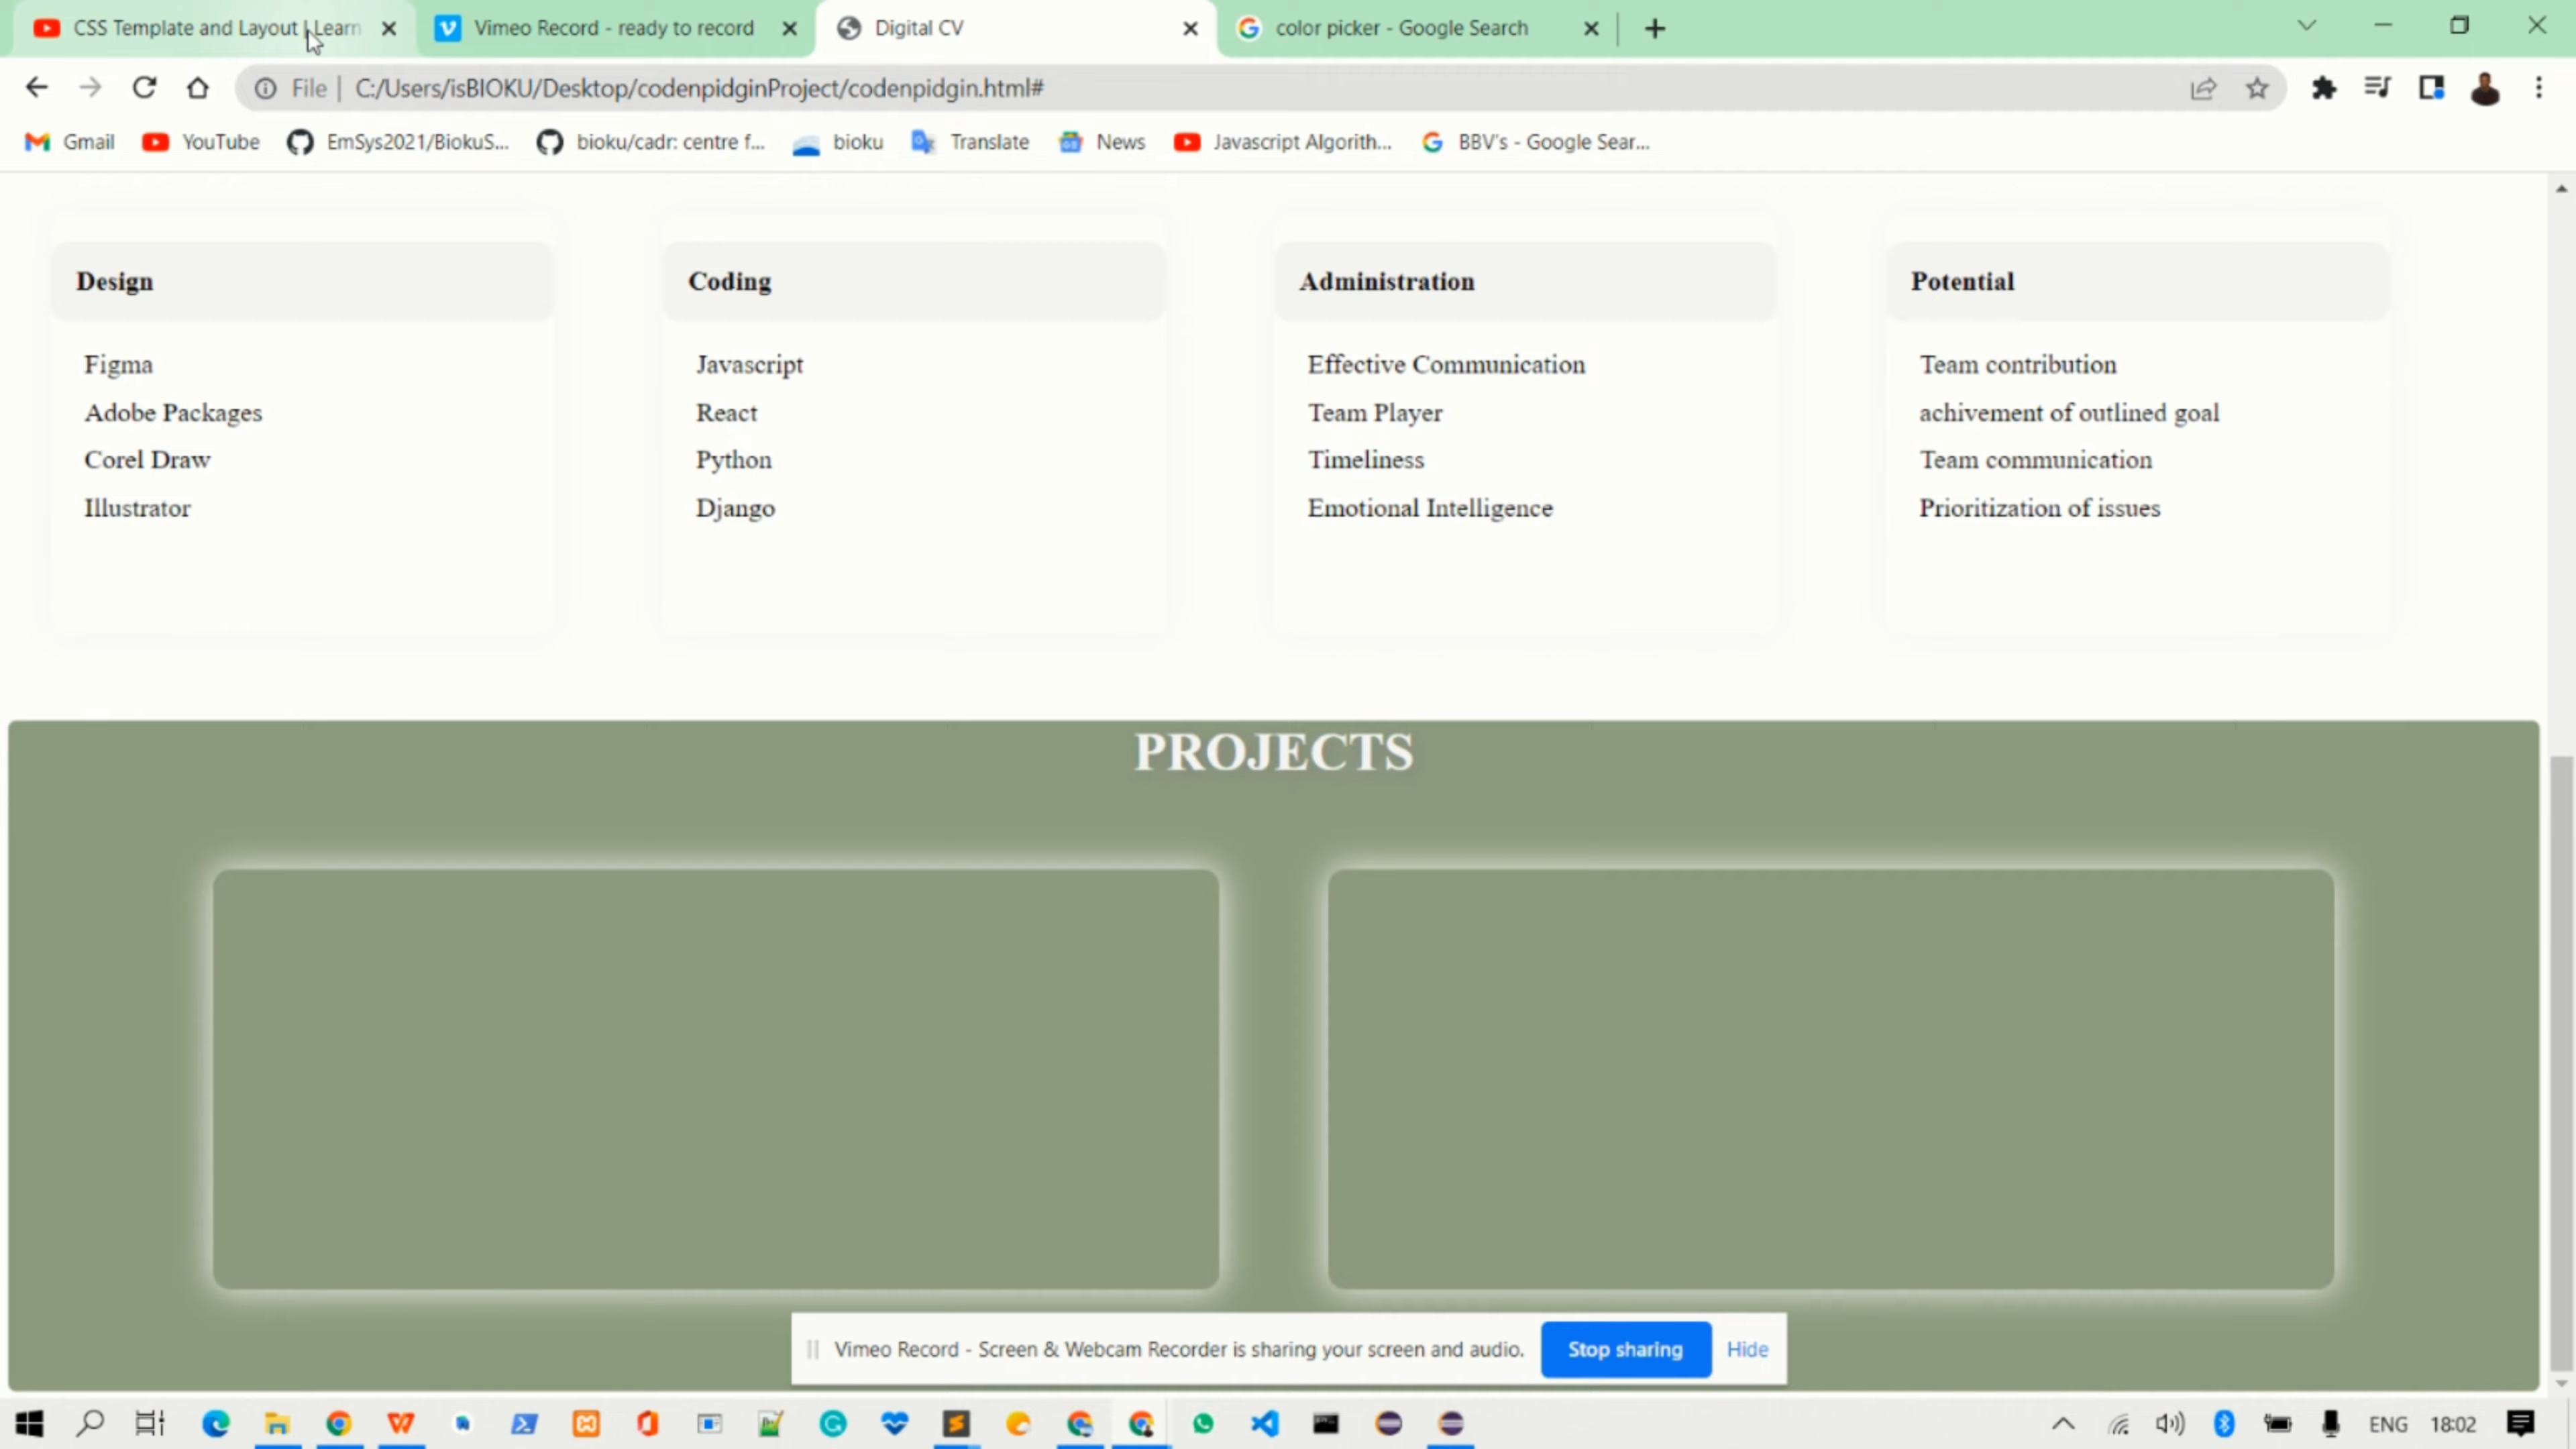 CSS Template and Layout | Learn
Vimeo Record - ready to record
Digital CV
color picker - Google Search
File | C:/Users/isBIOKU/Desktop/codenpidginProject/codenpidgin.html#
Gmail
YouTube
EmSys2021/BiokuS...
bioku/cadr: centre f...
bioku
Translate
News
Javascript Algorith...
BBV's - Google Sear...
Design
Figma
Adobe Packages
Corel Draw
Illustrator
Coding
Javascript
React
Python
Django
Administration
Effective Communication
Team Player
Timeliness
Emotional Intelligence
Potential
Team contribution
achivement of outlined goal
Team communication
Prioritization of issues
PROJECTS
Vimeo Record - Screen & Webcam Recorder is sharing your screen and audio.
Stop sharing
Hide
ENG
18:02